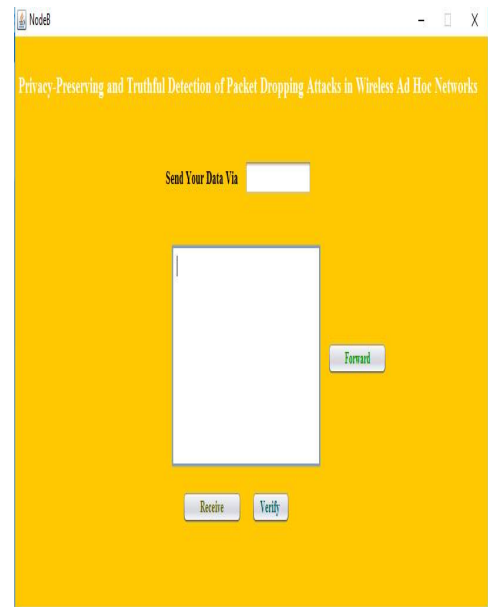 NodeB
Privacy-Preserving and Truthful Detection of Packet Dropping Attacks in Wireless Ad Hoc Networks
Send Your Data Via
Forward
Receive Verify